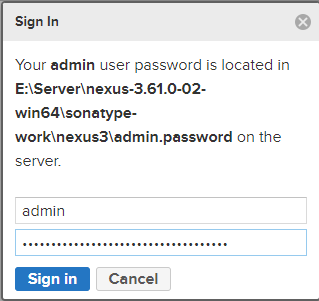 Sign In
Your admin user password is located in
E:\Server\nexus-3.61.0-02-
win64\sonatype-
work\nexus3\admin.password on the
server.
admin
••••••••••••••••••••••••••••••••••••
Sign in Cancel